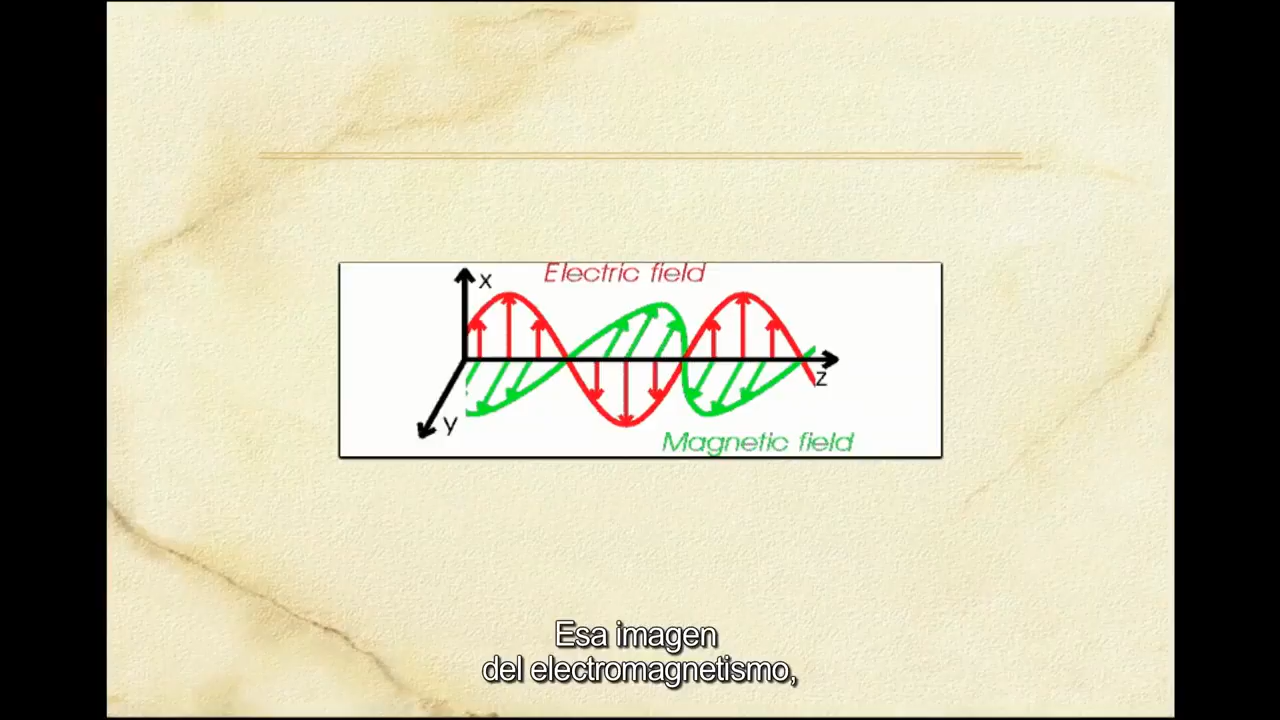 Electric field
x
z
y
Magnetic field
Esa imagen
del electromagnetismo,